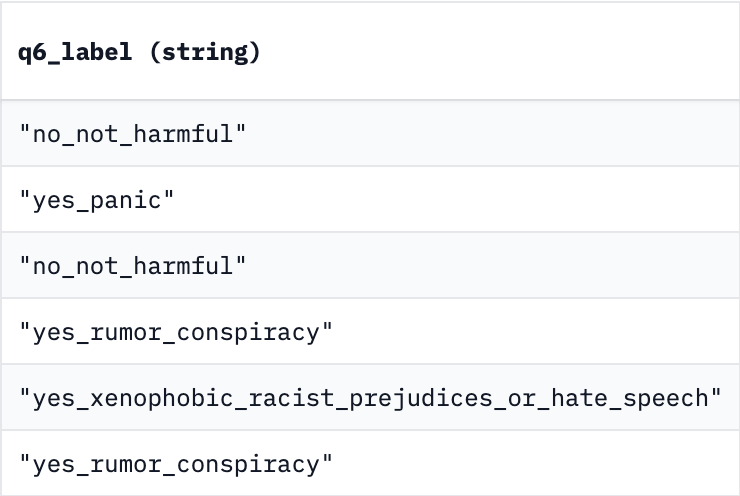 q6_label (string)
"no_not_harmful"
"yes_panic"
"no_not_harmful"
"yes_rumor_conspiracy"
"yes_xenophobic_racist_prejudices_or_hate_speech"
"yes_rumor_conspiracy"